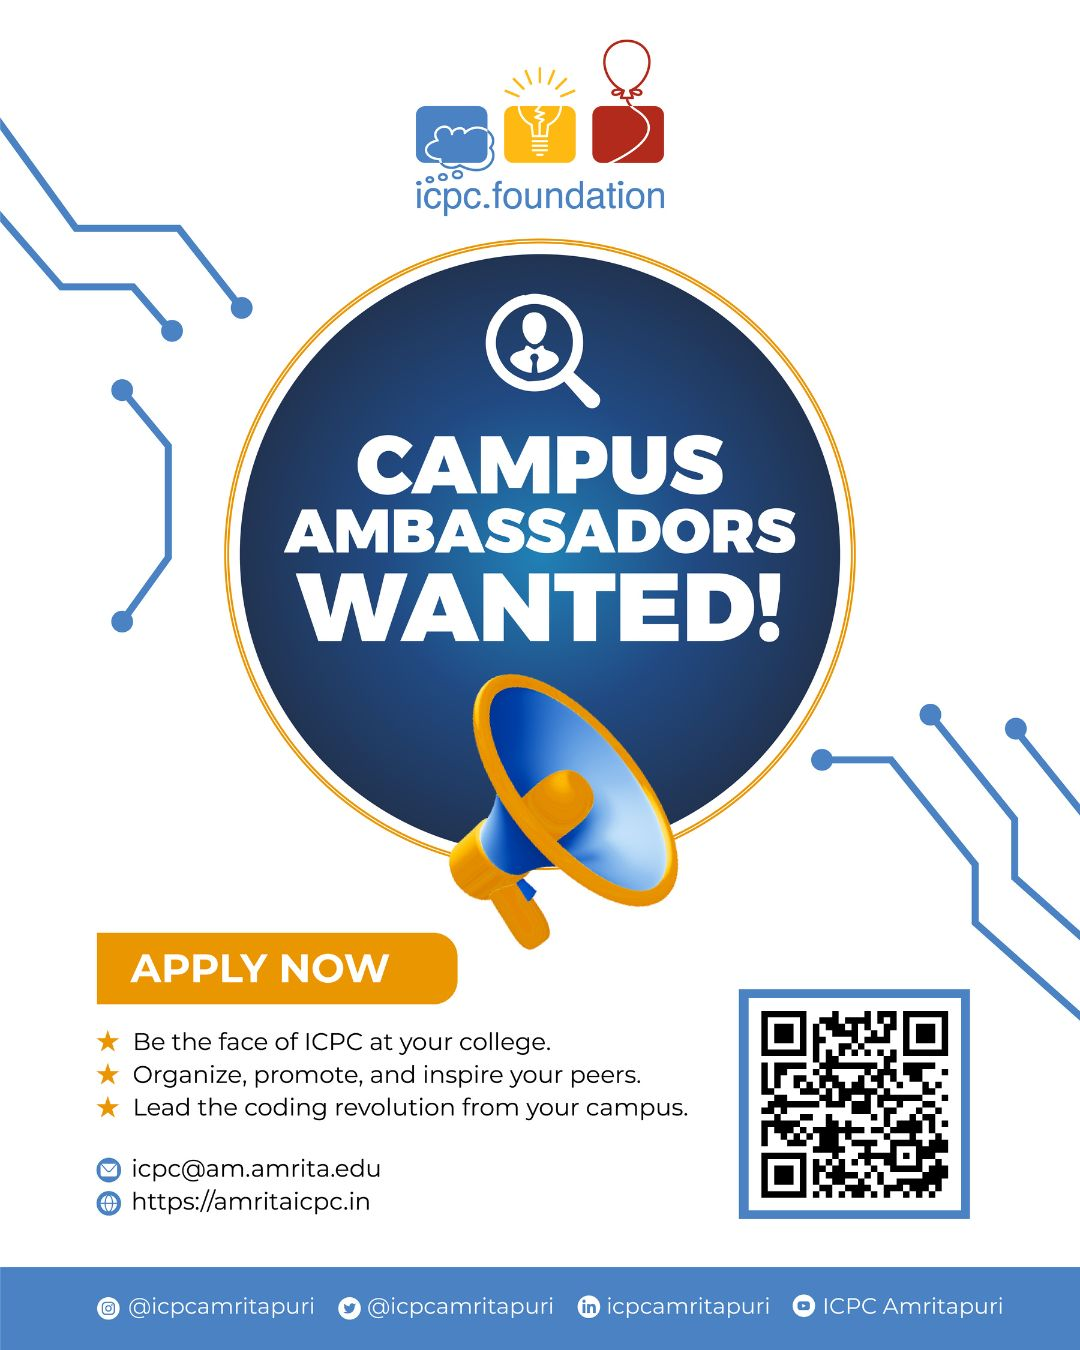 icpc.foundation
CAMPUS
AMBASSADORS
WANTED!
APPLY NOW
Be the face of ICPC at your college.
Organize, promote, and inspire your peers.
Lead the coding revolution from your campus.
icpc@am.amrita.edu
https://amritaicpc.in
@icpcamritapuri @icpcamritapuri icpcamritapuri ICPC Amritapuri